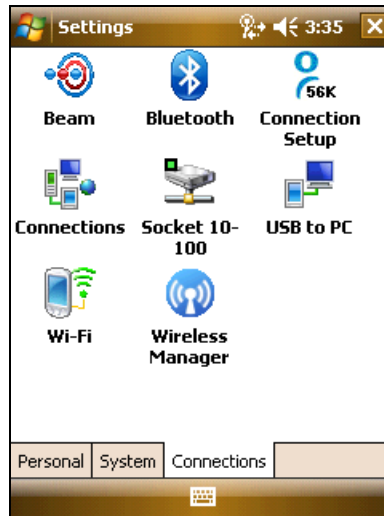 Settings 3:35
56K
Beam Bluetooth Connection
Setup
Connections Socket 10- USB to PC
100
Wi-Fi Wireless
Manager
Personal System Connections